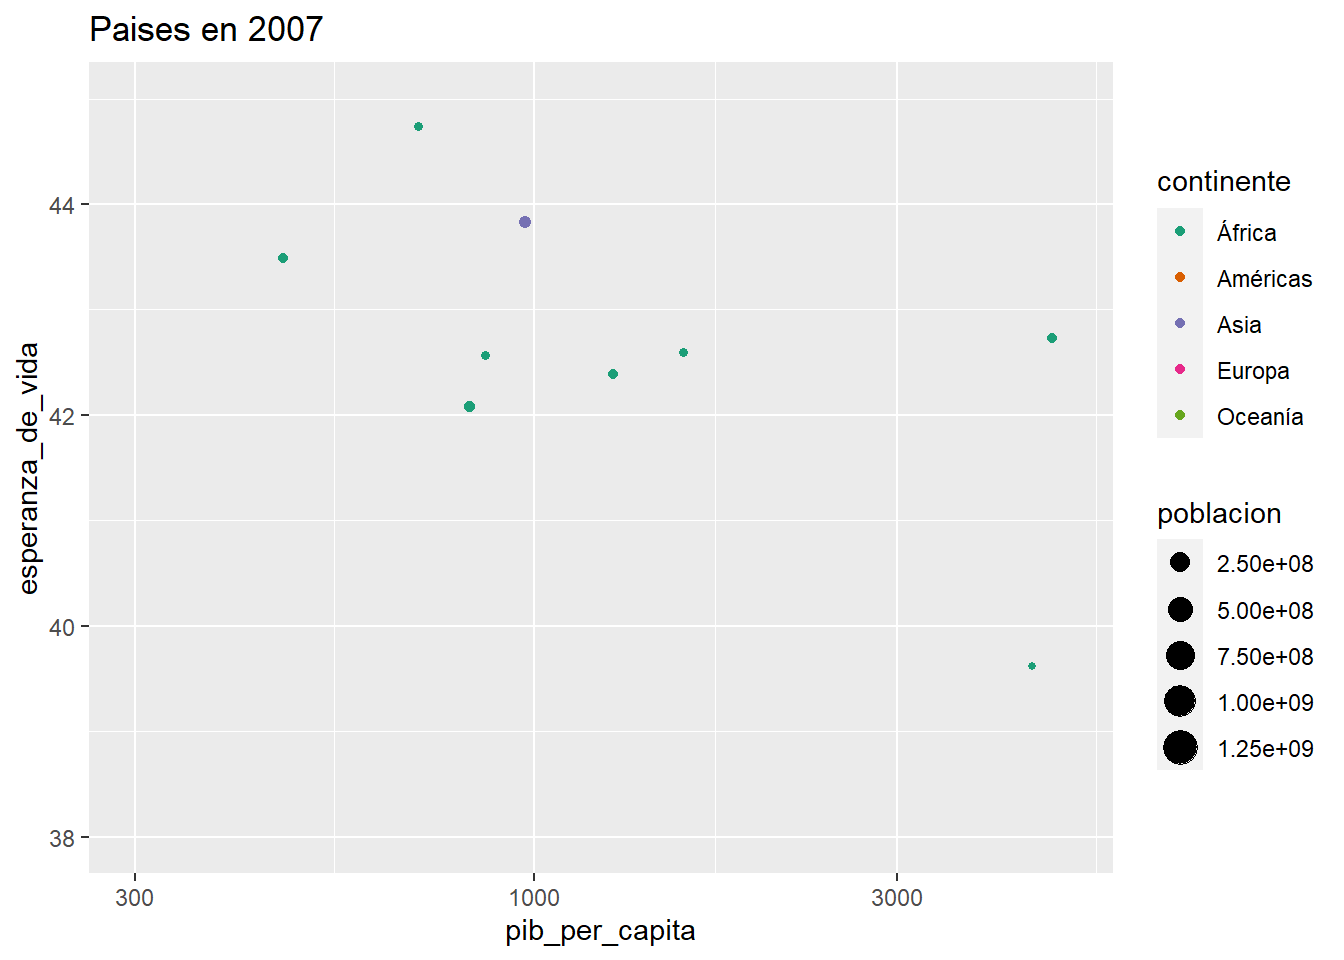 Paises en 2007
esperanza_de_vida
44
42
40
38
300
1000
3000
pib_per_capita
continente
África
Américas
Asia
Europa
Oceanía
poblacion
2.50e+08
5.00e+08
7.50e+08
1.00e+09
1.25e+09